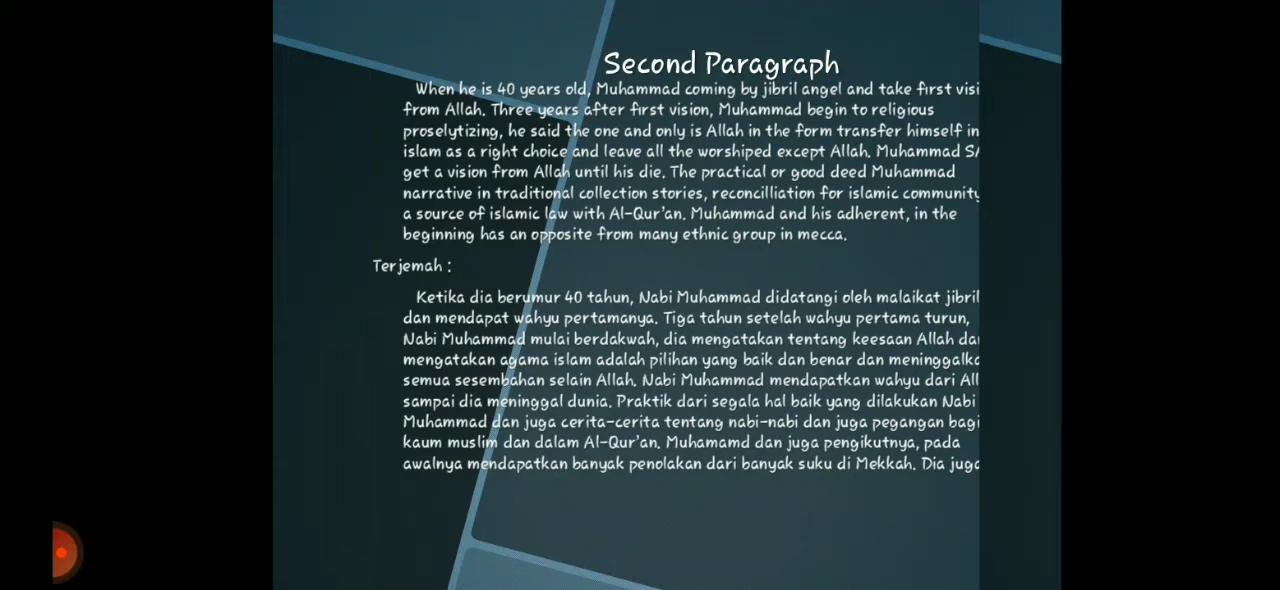 Second Paragraph
When he is 40 years old, Muhammad coming by jibril angel and take first
from Allah. Three years after first vision, Muhammad begin to religious
proselytizing, he said the one and only is Allah in the form transfer himself in
islam as a right choice and leave all the worshiped except Allah. Muhammad
get a vision from Allah until his die. The practical or good deed Muhammad
narrative in traditional collection stories, reconcilliation for islamic community
a source of islamic law with Al-Qur'an. Muhammad and his adherent, in the
beginning has an opposite from many ethnic group in mecca.
Terjemah :
Ketika dia berumur 40 tahun, Nabi Muhammad didatangi oleh malaikat jibril
dan mendapat wahyu pertamanya. Tiga tahun setelah wahyu pertama turun,
Nabi Muhammad mulai berdakwah, dia mengatakan tentang keesaan Allah
mengatakan agama islam adalah pilihan yang baik dan benar dan
semua sesembahan selain Allah. Nabi Muhammad mendapatkan wahyu dari
sampai dia meninggal dunia. Praktik dari segala hal baik yang dilakukan Nabi
Muhammad dan juga cerita-cerita tentang nabi-nabi dan juga pegangan bagi
kaum muslim dan dalam Al-Qur'an. Muhamamd dan juga pengikutnya, pada
awalnya mendapatkan banyak penolakan dari banyak suku di Mekkah. Dia juga